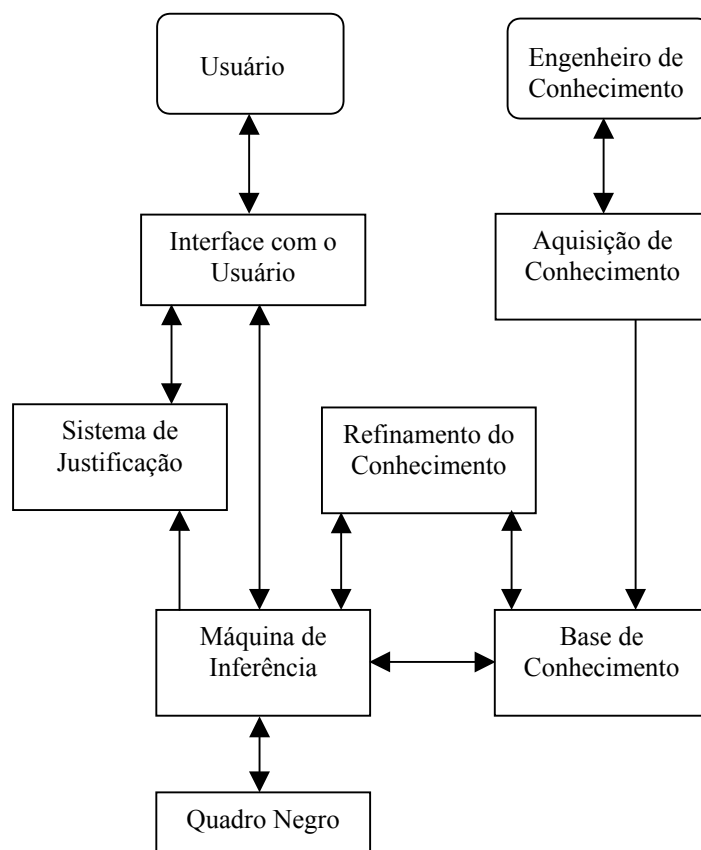 Usuário
Engenheiro de
Conhecimento
Interface com o
Usuário
Aquisição de
Conhecimento
Sistema de
Justificação
Refinamento do
Conhecimento
Máquina de
Inferência
Base de
Conhecimento
Quadro Negro